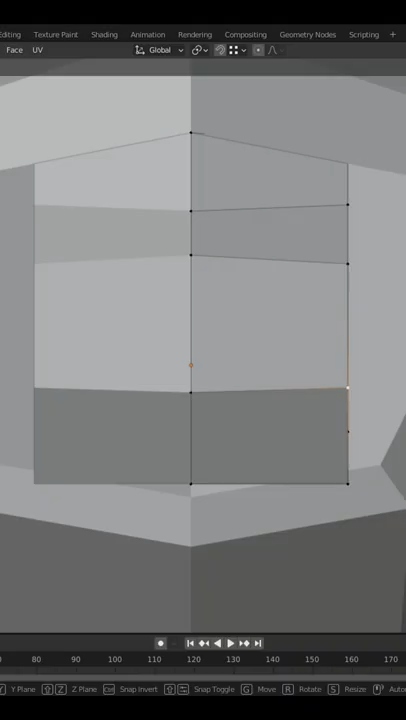 Editing Texture Paint Shading Animation Rendering Compositing Geometry Nodes Scripting +
Face UV Global
80 90 100 110 120 130 140 150 160 170
Y Plane Z Z Plane Ctrl Snap Invert Snap Toggle G Move R Rotate S Resize Auto